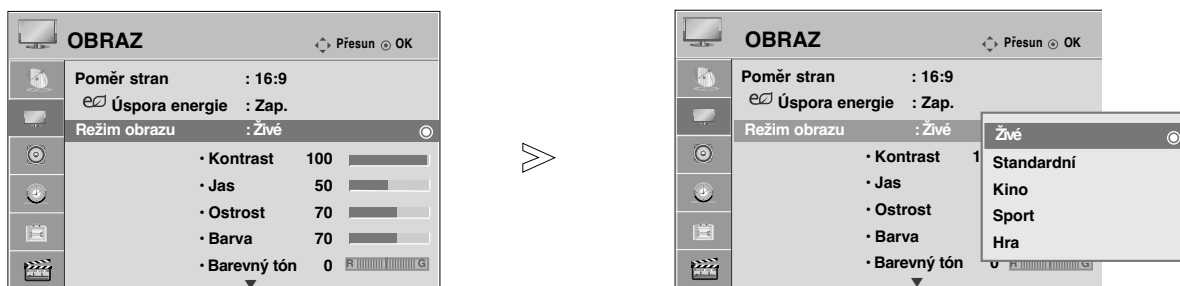 OBRAZ
Přesun OK
Poměr stran : 16:9
Úspora energie : Zap.
Režim obrazu : Živé
• Kontrast 100
• Jas 50
• Ostrost 70
• Barva 70
• Barevný tón 0 R G
OBRAZ
Přesun OK
Poměr stran : 16:9
Úspora energie : Zap.
Režim obrazu : Živé
• Kontrast 1
• Jas
• Ostrost
• Barva
• Barevný tón 0 R G
Živé
Standardní
Kino
Sport
Hra